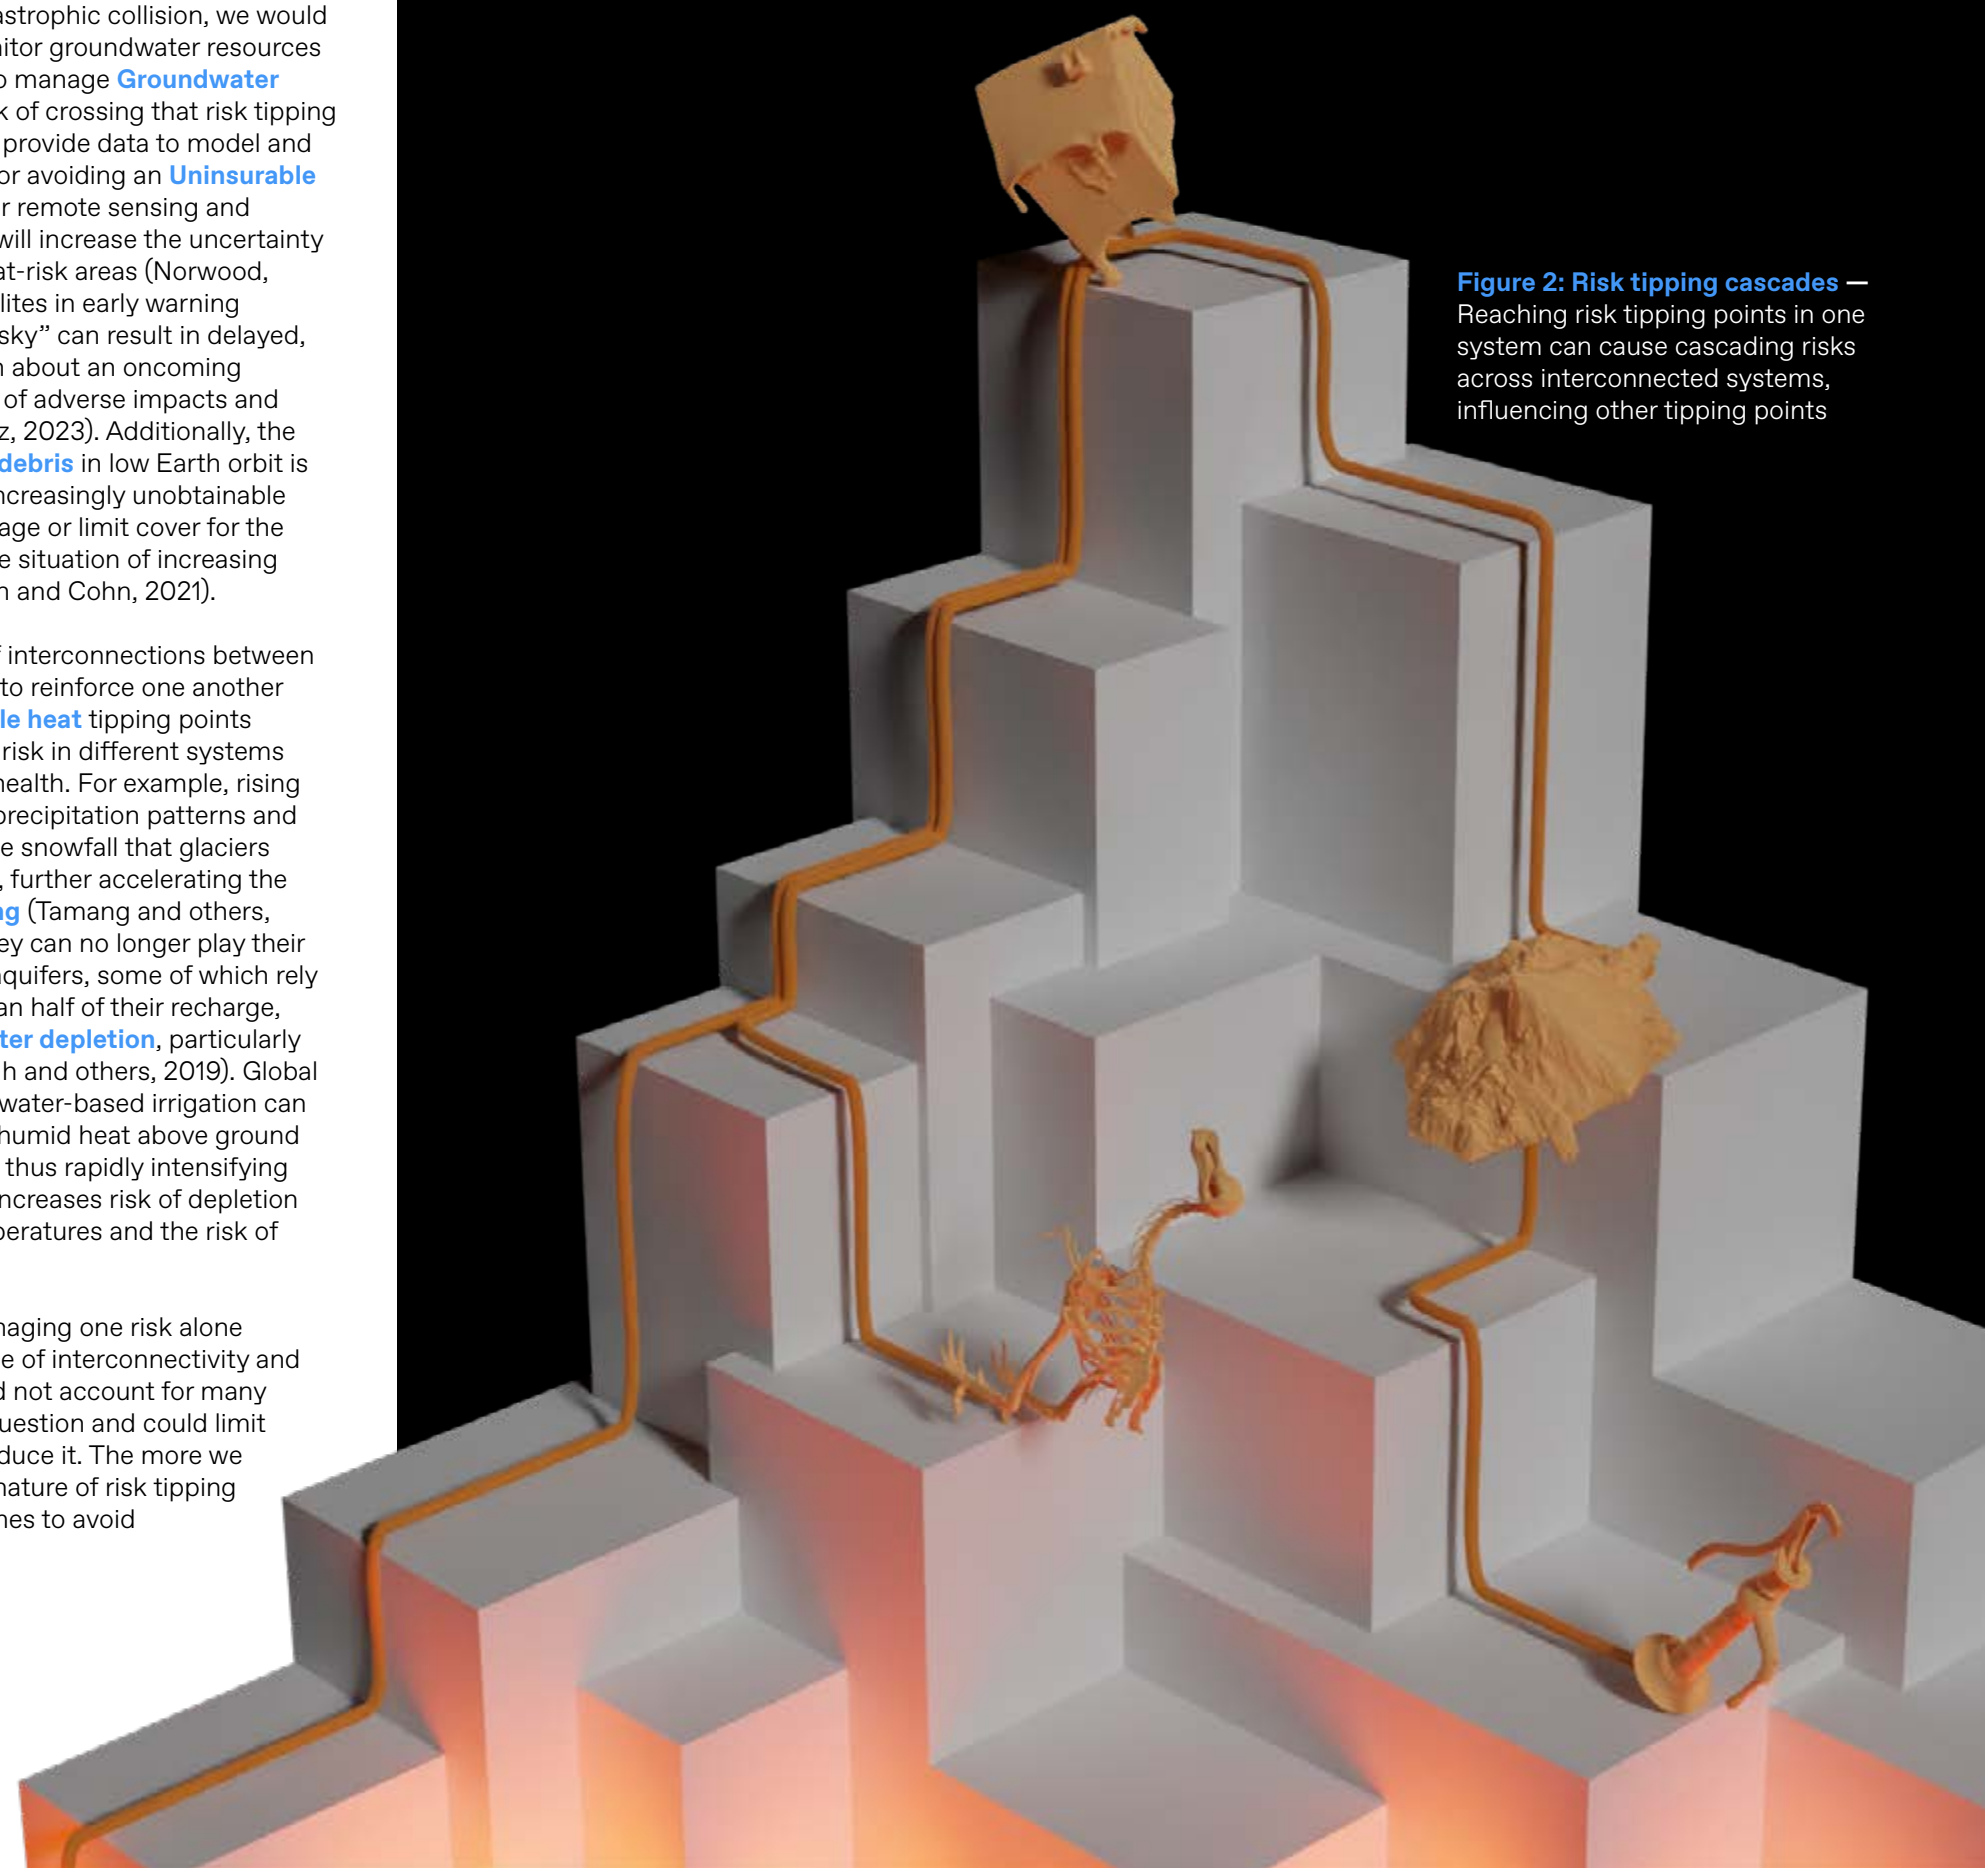 astrophic collision, we would
itor groundwater resources
o manage Groundwater
k of crossing that risk tipping
provide data to model and
or avoiding an Uninsurable
r remote sensing and
will increase the uncertainty
at-risk areas (Norwood,
lites in early warning
sky” can result in delayed,
n about an oncoming
of adverse impacts and
z, 2023). Additionally, the
debris in low Earth orbit is
ncreasingly unobtainable
age or limit cover for the
e situation of increasing
n and Cohn, 2021).
f interconnections between
to reinforce one another
le heat tipping points
risk in different systems
health. For example, rising
precipitation patterns and
e snowfall that glaciers
, further accelerating the
ng (Tamang and others,
ey can no longer play their
aquifers, some of which rely
an half of their recharge,
ter depletion, particularly
h and others, 2019). Global
water-based irrigation can
humid heat above ground
thus rapidly intensifying
ncreases risk of depletion
peratures and the risk of
naging one risk alone
e of interconnectivity and
d not account for many
uestion and could limit
duce it. The more we
nature of risk tipping
nes to avoid
Figure 2: Risk tipping cascades —
Reaching risk tipping points in one
system can cause cascading risks
across interconnected systems,
influencing other tipping points